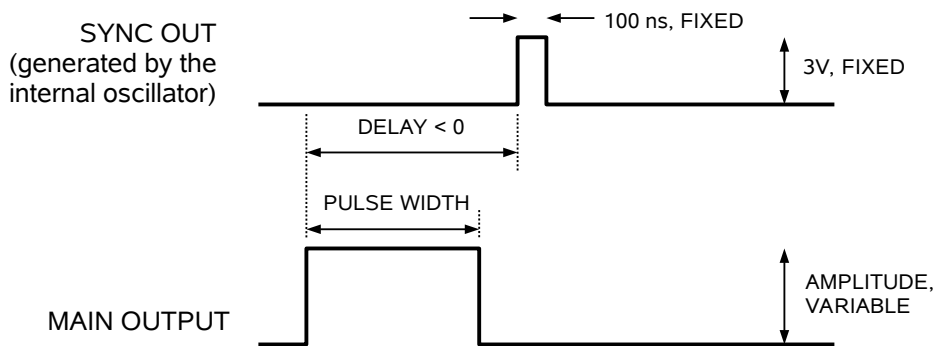 100 ns, FIXED
SYNC OUT
(generated by the
internal oscillator)
3V, FIXED
DELAY < 0
PULSE WIDTH
AMPLITUDE,
VARIABLE
MAIN OUTPUT